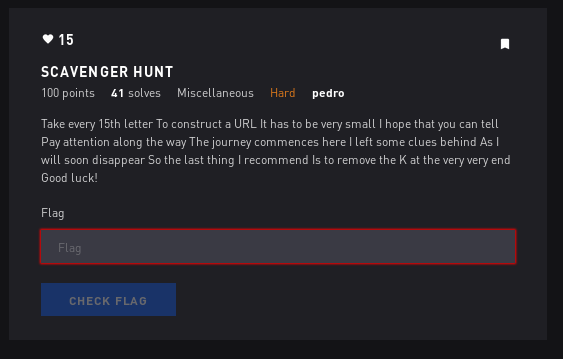 15
SCAVENGER HUNT
100 points 41 solves Miscellaneous Hard pedro
Take every 15th letter To construct a URL It has to be very small I hope that you can tell
Pay attention along the way The journey commences here I left some clues behind As I
will soon disappear So the last thing I recommend Is to remove the K at the very very end
Good luck!
Flag
Flag
CHECK FLAG